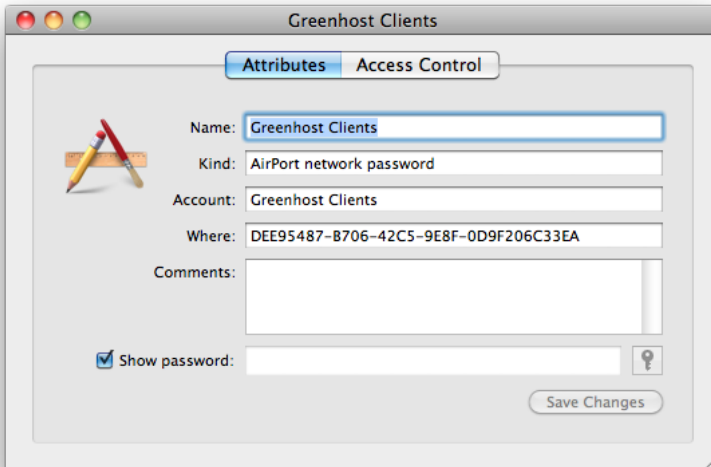 Greenhost Clients
Attributes Access Control
Name: Greenhost Clients
Kind: AirPort network password
Account: Greenhost Clients
Where: DEE95487-B706-42C5-9E8F-0D9F206C33EA
Comments:
Show password:
Save Changes